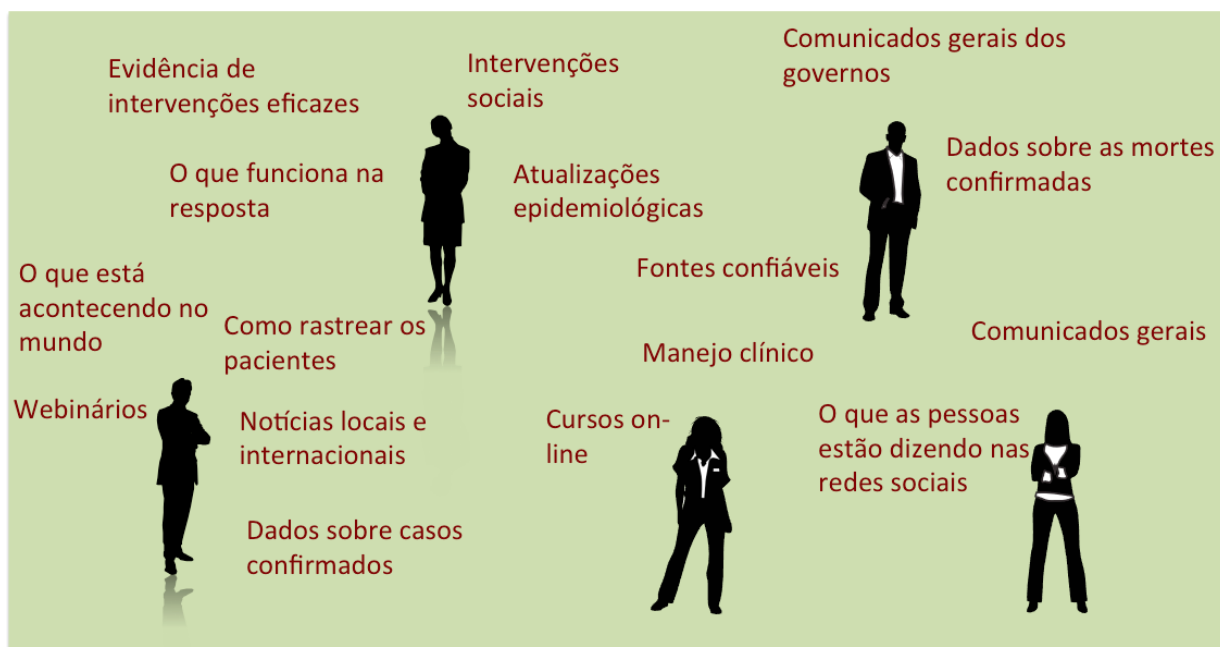 Evidência de
intervenções eficazes
Intervenções
sociais
Comunicados gerais dos
governos
O que funciona na
resposta
Atualizações
epidemiológicas
Dados sobre as mortes
confirmadas
O que está
acontecendo no
mundo
Fontes confiáveis
Como rastrear os
pacientes
Manejo clínico
Comunicados gerais
Webinários
Notícias locais e
internacionais
Cursos on-
line
O que as pessoas
estão dizendo nas
redes sociais
Dados sobre casos
confirmados